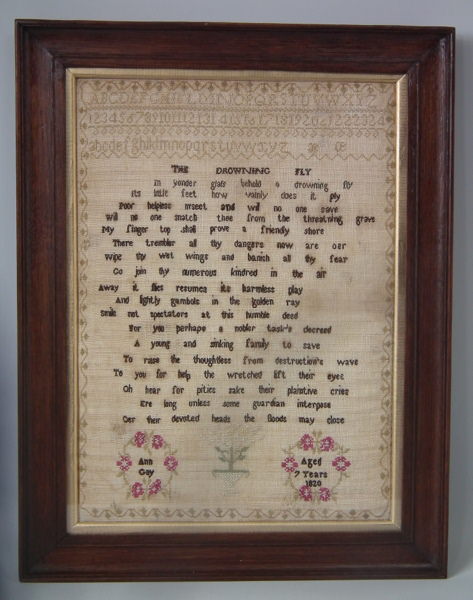 ABCDEFGHIKLMNOPQRSTUVWXYZ
1234567891011121314151617181920212223 24
abcdefghiklmnopqrstuvwxyz æ Œ
THE DROWNING FLY
In yonder glass behold a drowning fly
its little feet how vainly does it ply
Poor helpless insect and will no one save
will no one snatch thee from the threatning grave
My finger top shall prove a friendly shore
There trembler all thy dangers now are oer
wipe thy wet wings and banish all thy fear
Go join thy numerous kindred in the air
Away it flies resumes its harmless play
And lightly gambols in the golden ray
Smile not spectators at this humble deed
For you perhaps a nobler task's decreed
A young and sinking family to save
To raise the thoughtless from destruction's wave
To you for help the wretched lift their eyes
Oh hear for pities sake their plaintive cries
Ere long unless some guardian interpose
Oer their devoted heads the floods may close
Ann
Gay
Aged
7 Years
1820